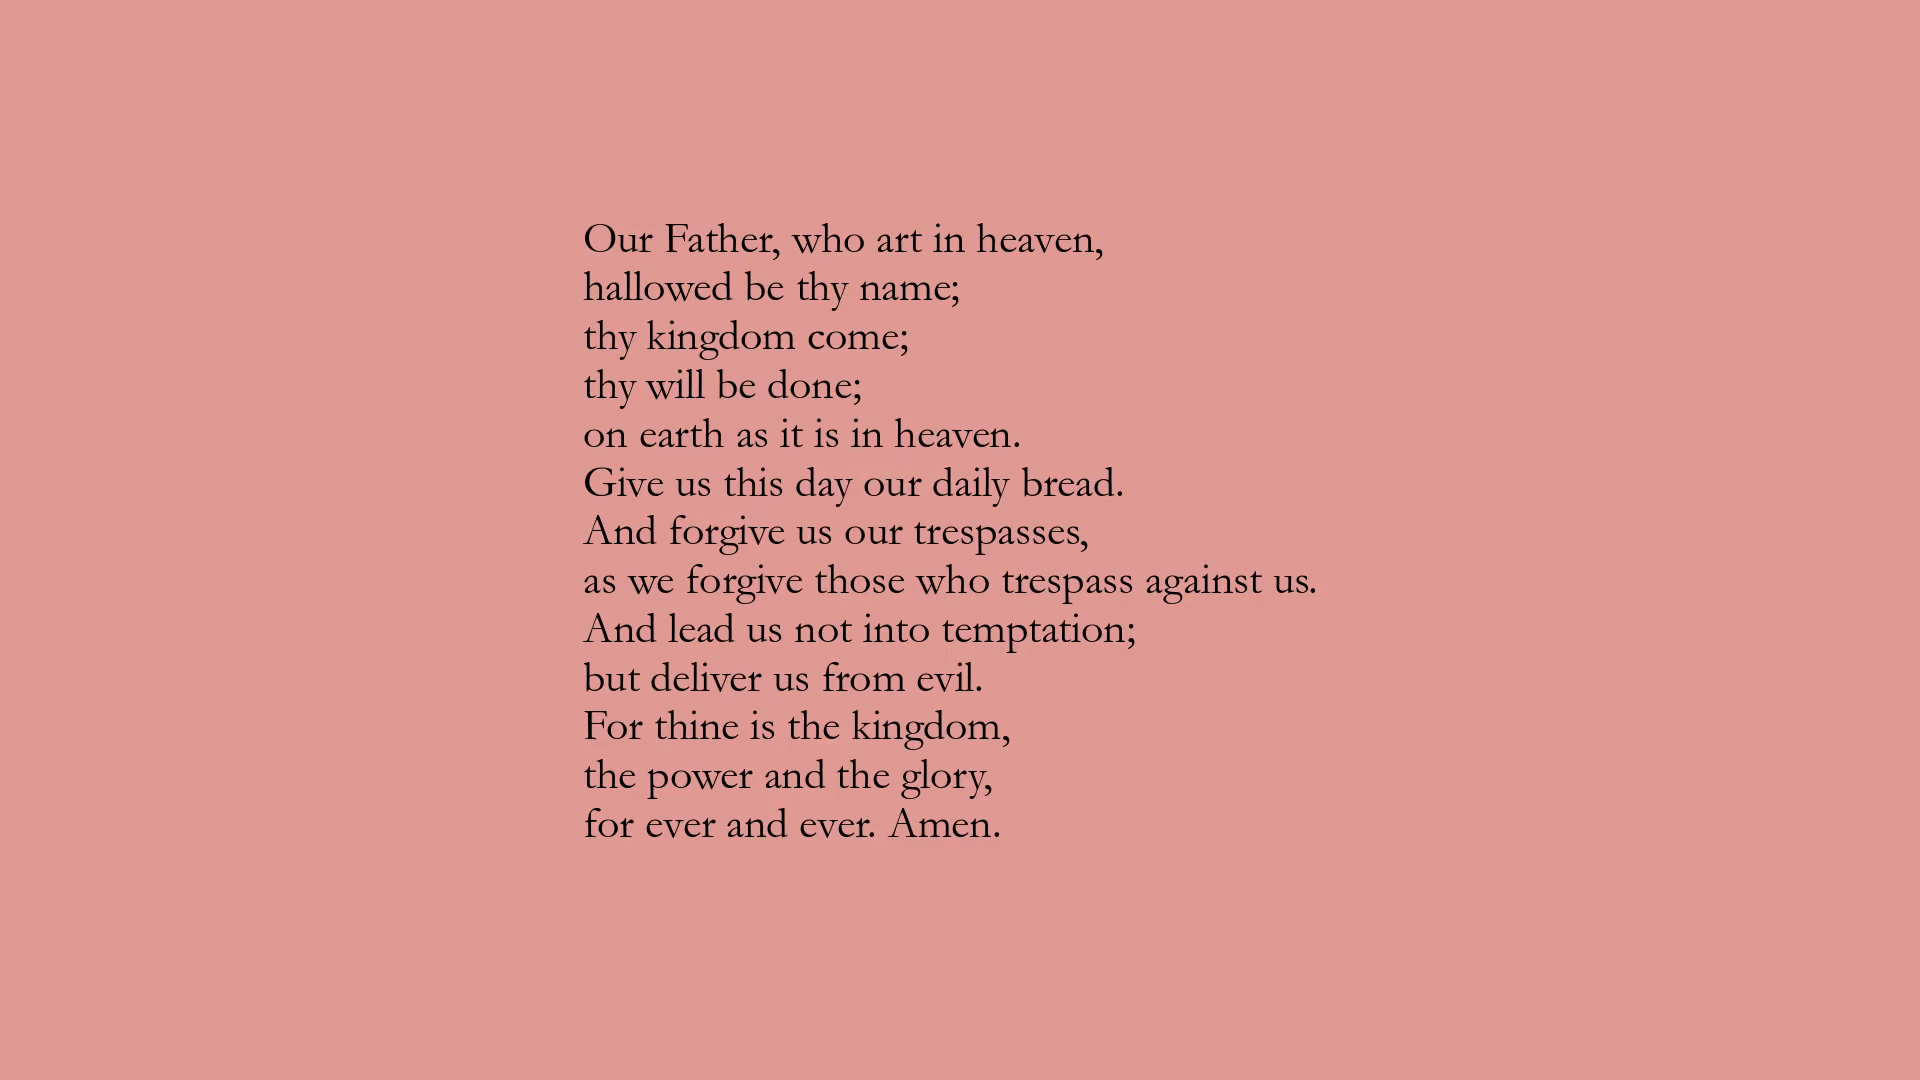 Our Father, who art in heaven,
hallowed be thy name;
thy kingdom come;
thy will be done;
on earth as it is in heaven.
Give us this day our daily bread.
And forgive us our trespasses,
as we forgive those who trespass against us.
And lead us not into temptation;
but deliver us from evil.
For thine is the kingdom,
the power and the glory,
for ever and ever. Amen.